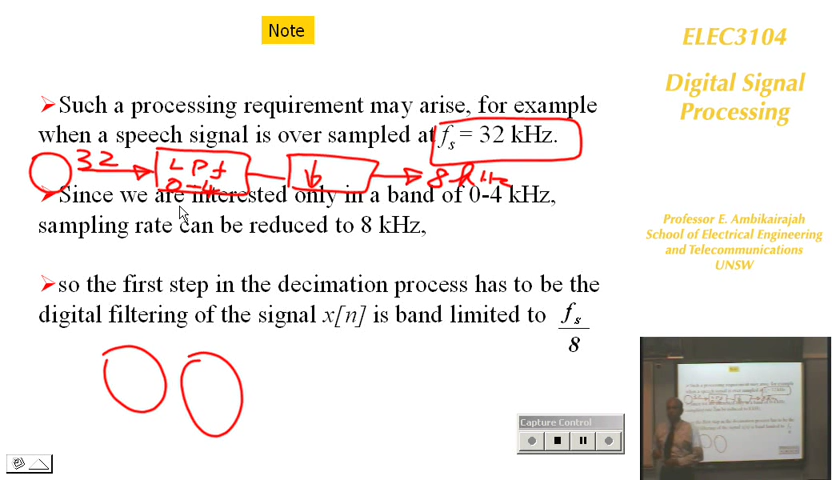 Note
ELEC3104
Digital Signal
Processing
➢Such a processing requirement may arise, for example
when a speech signal is over sampled at fₛ = 32 kHz.
32
LPf
0-4
8 kHz
➢Since we are interested only in a band of 0-4 kHz,
sampling rate can be reduced to 8 kHz,
➢so the first step in the decimation process has to be the
digital filtering of the signal x[n] is band limited to fₛ/8
Professor E. Ambikairajah
School of Electrical Engineering
and Telecommunications
UNSW
Capture Control